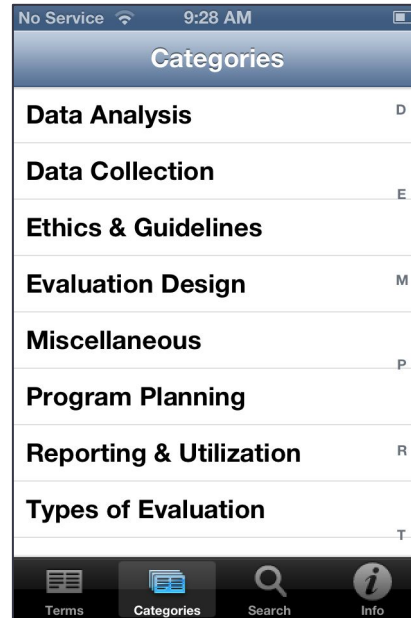 No Service 9:28 AM
Categories
Data Analysis D
Data Collection
E
Ethics & Guidelines
Evaluation Design M
Miscellaneous
P
Program Planning
Reporting & Utilization R
Types of Evaluation
T
Terms Categories Search Info